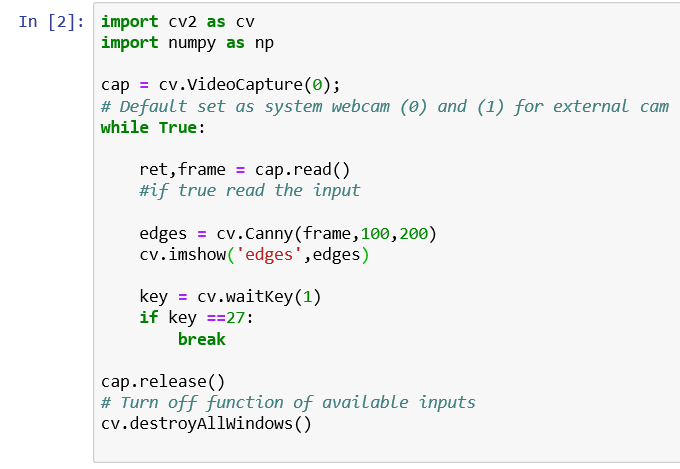 In [2]: import cv2 as cv
import numpy as np
cap = cv.VideoCapture(0);
# Default set as system webcam (0) and (1) for external cam
while True:
ret,frame = cap.read()
#if true read the input
edges = cv.Canny(frame,100,200)
cv.imshow('edges',edges)
key = cv.waitKey(1)
if key ==27:
break
cap.release()
# Turn off function of available inputs
cv.destroyAllWindows()